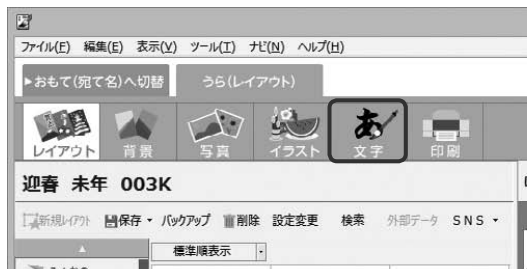 ファイル(F) 編集(E) 表示(V) ツール(T) ナビ(N) ヘルプ(H)
▶おもて(宛て名)へ切替 うら(レイアウト)
レイアウト 背景 写真 イラスト あ 文字 印刷
迎春 未年 003K
新規レイアウト 保存 バックアップ 削除 設定変更 検索 外部データ SNS
標準順表示